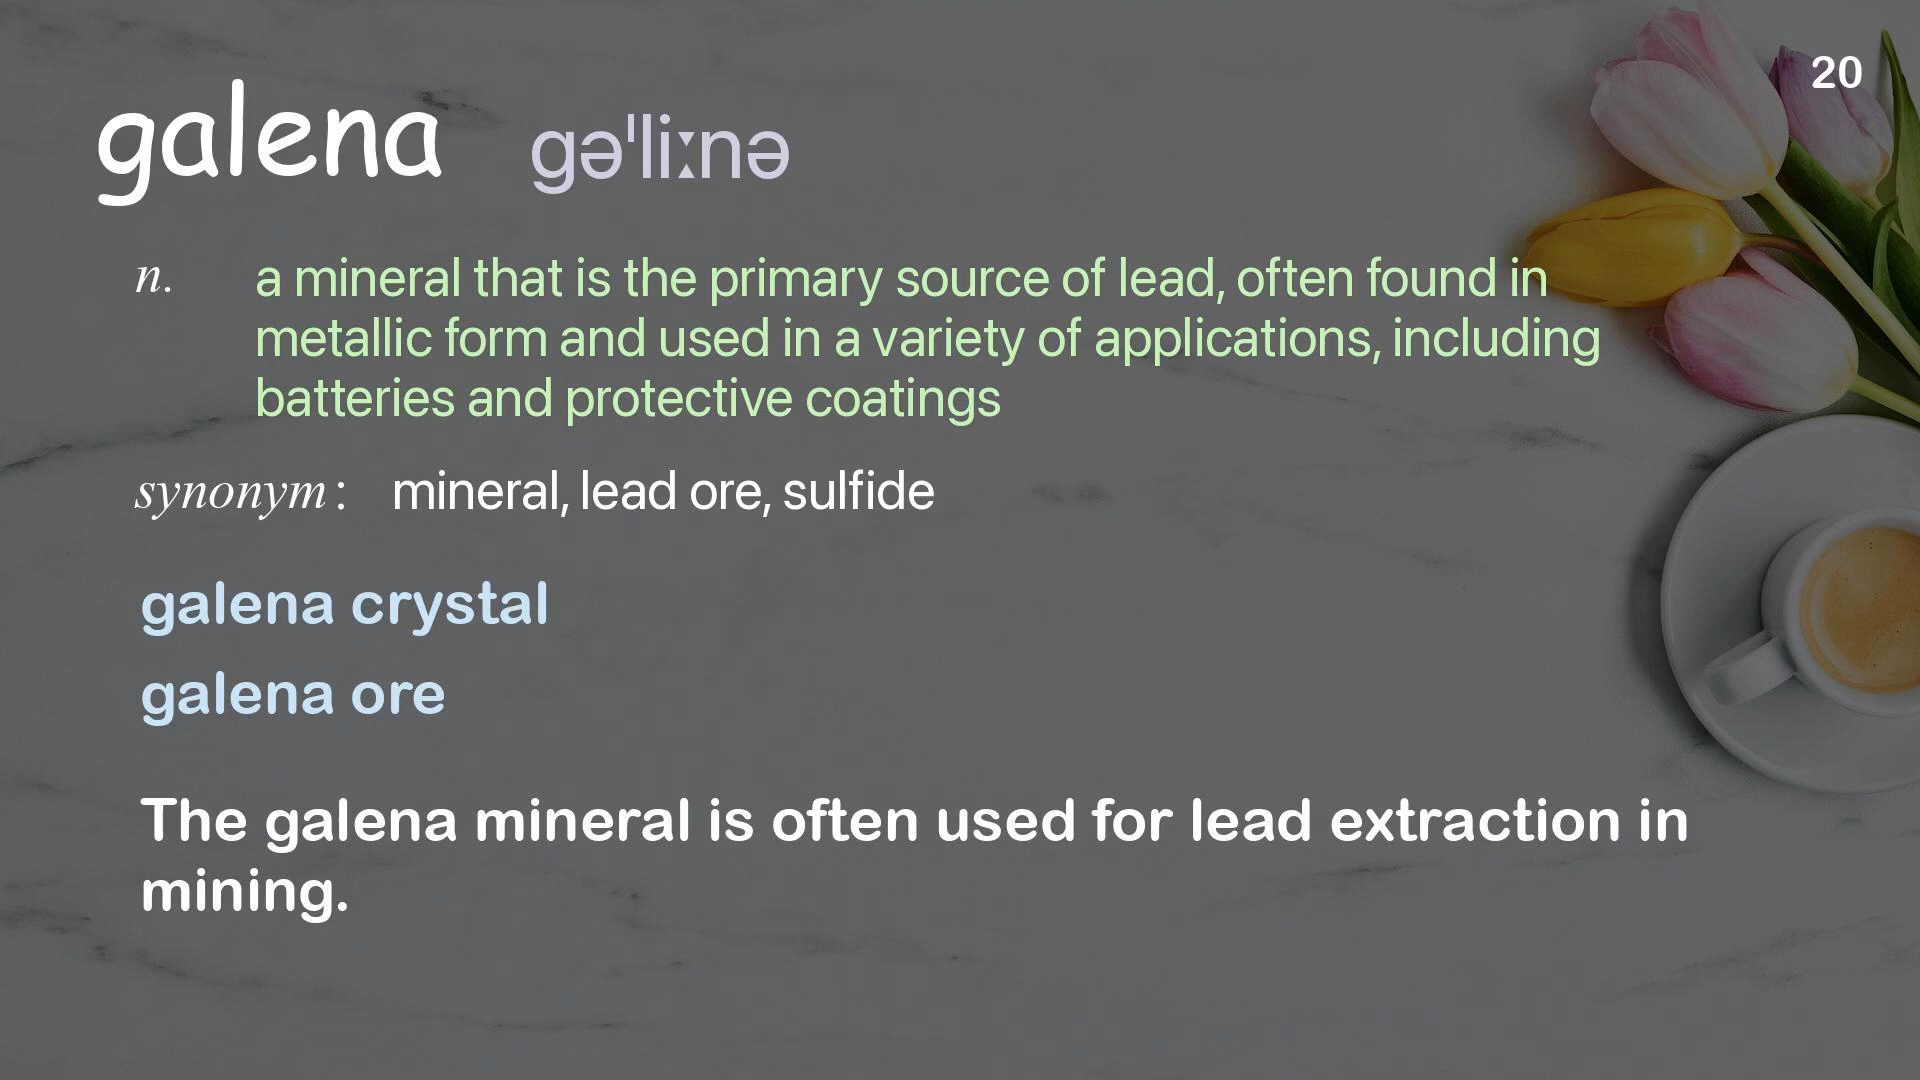 20
galena gəˈliːnə
n. a mineral that is the primary source of lead, often found in
metallic form and used in a variety of applications, including
batteries and protective coatings
synonym: mineral, lead ore, sulfide
galena crystal
galena ore
The galena mineral is often used for lead extraction in
mining.